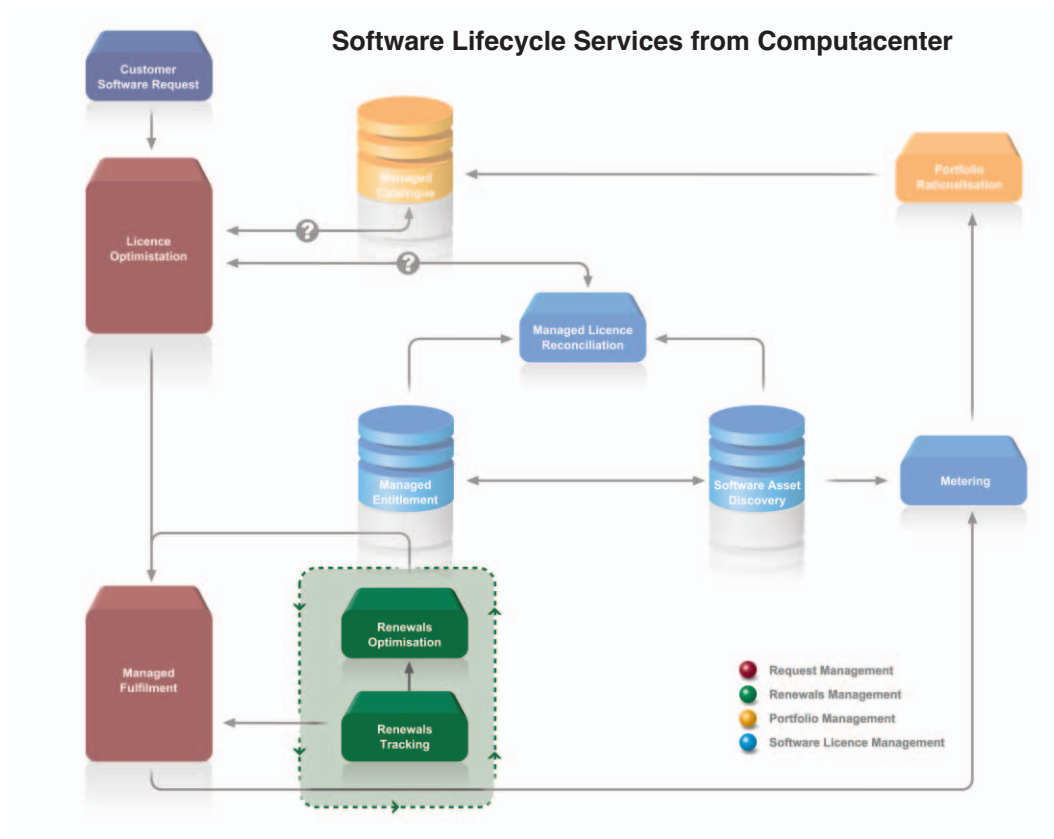 Software Lifecycle Services from Computacenter
Customer
Software Request
Managed
Catalogue
Portfolio
Rationalisation
Licence
Optimistation
?
?
Managed Licence
Reconciliation
Managed
Entitlement
Software Asset
Discovery
Metering
Renewals
Optimisation
Managed
Fulfilment
Renewals
Tracking
Request Management
Renewals Management
Portfolio Management
Software Licence Management